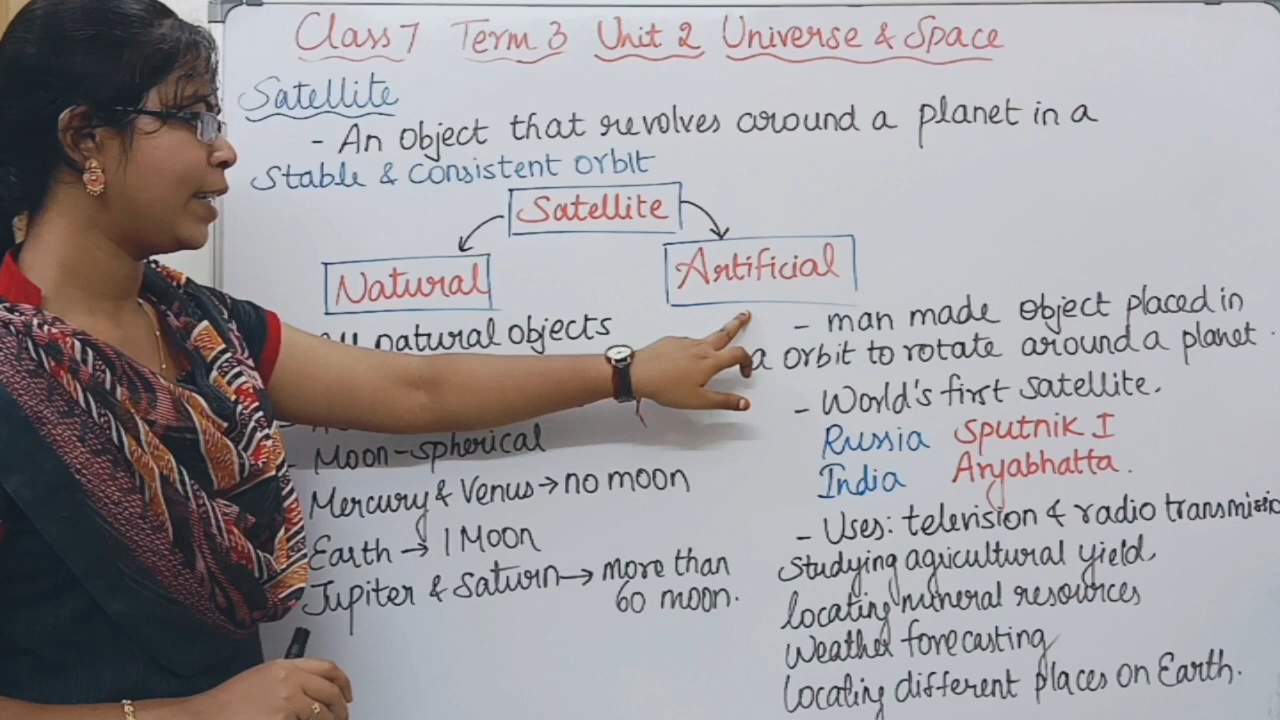 Class 7 Term 3 Unit 2 Universe & Space
Satellite
- An object that revolves around a planet in a
Stable & Consistent orbit
Satellite
Natural
Artificial
natural objects
- Moon-spherical
Mercury & Venus → no moon
Earth → 1 Moon
Jupiter & Saturn → more than
60 moon.
- man made object placed in
a orbit to rotate around a planet.
- World's first satellite.
Russia Sputnik I
India Aryabhatta.
- Uses: television & radio transmissio
Studying agricultural yield,
locating mineral resources
Weather forecasting
Locating different places on Earth.